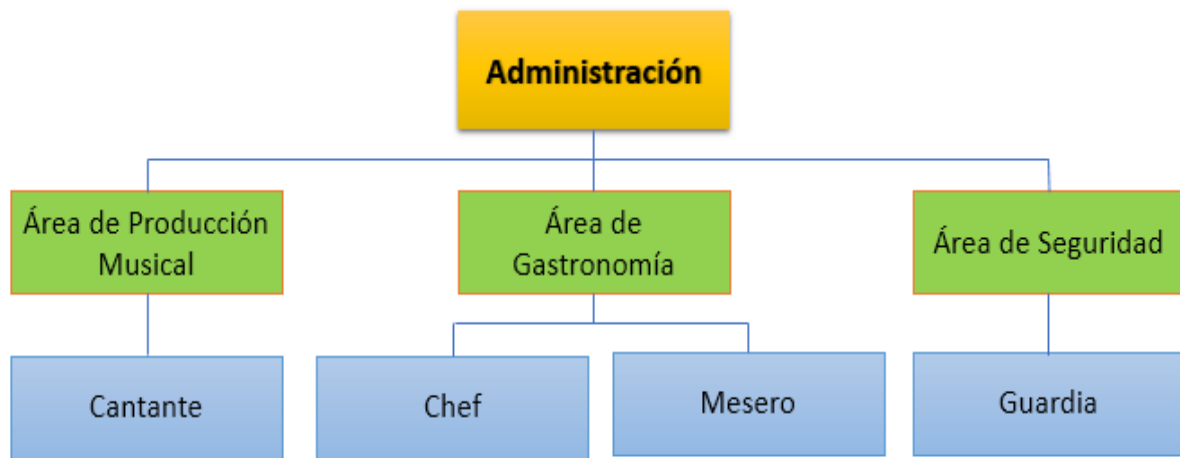 Administración
Área de Producción
Musical
Área de
Gastronomía
Área de Seguridad
Cantante
Chef
Mesero
Guardia